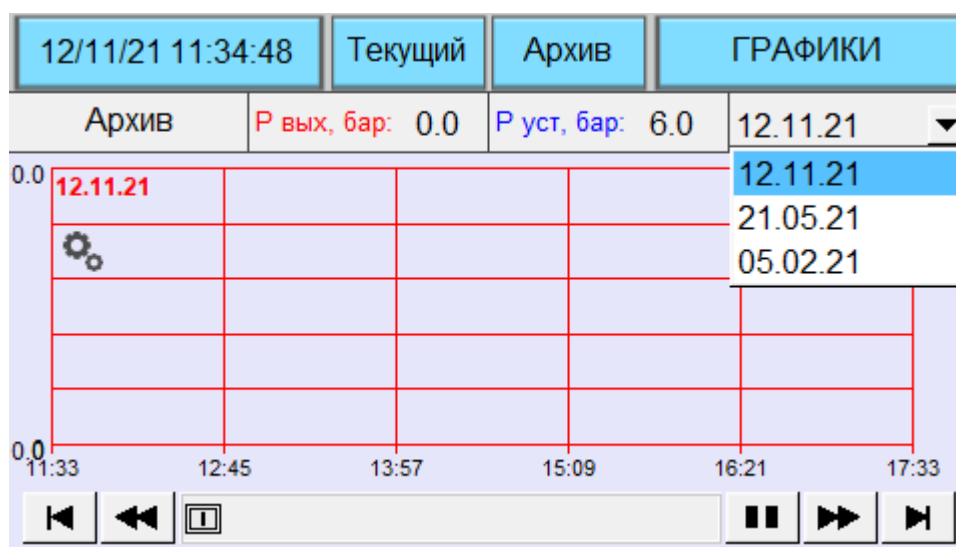 12/11/21 11:34:48 Текущий Архив ГРАФИКИ
Архив Р вых, бар: 0.0 Р уст, бар: 6.0 12.11.21
0.0 12.11.21 12.11.21
21.05.21
05.02.21
0.0
11:33 12:45 13:57 15:09 16:21 17:33